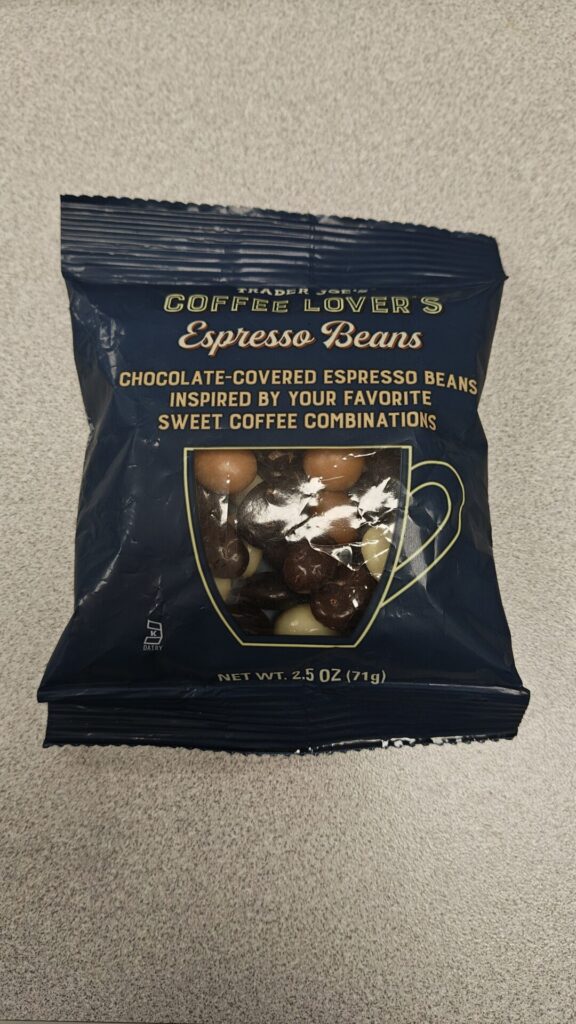 TRADER JOE'S
COFFEE LOVER'S
Espresso Beans
CHOCOLATE-COVERED ESPRESSO BEANS
INSPIRED BY YOUR FAVORITE
SWEET COFFEE COMBINATIONS
K
DAIRY
NET WT. 2.5 OZ (71g)